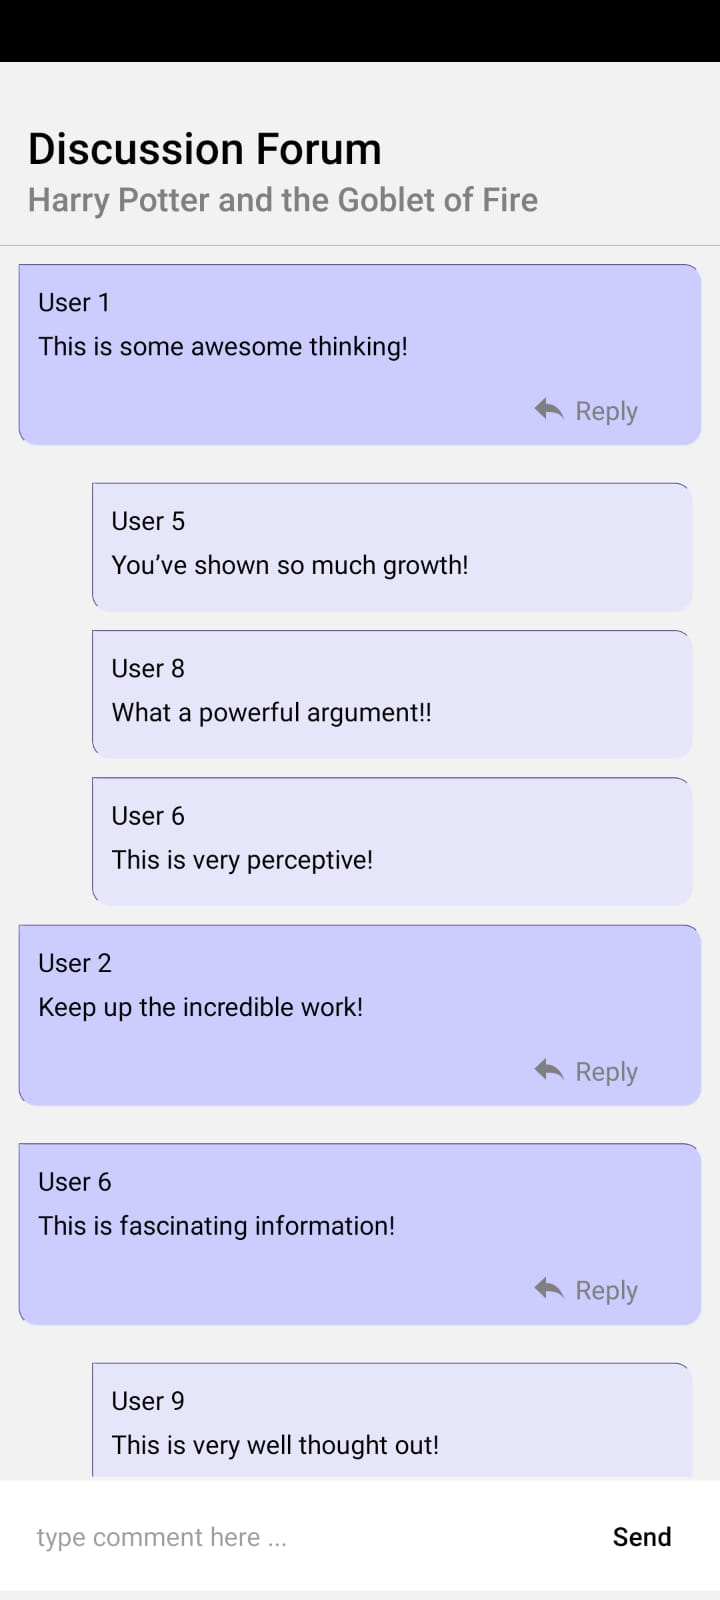 Discussion Forum
Harry Potter and the Goblet of Fire
User 1
This is some awesome thinking!
Reply
User 5
You’ve shown so much growth!
User 8
What a powerful argument!!
User 6
This is very perceptive!
User 2
Keep up the incredible work!
Reply
User 6
This is fascinating information!
Reply
User 9
This is very well thought out!
type comment here ...
Send